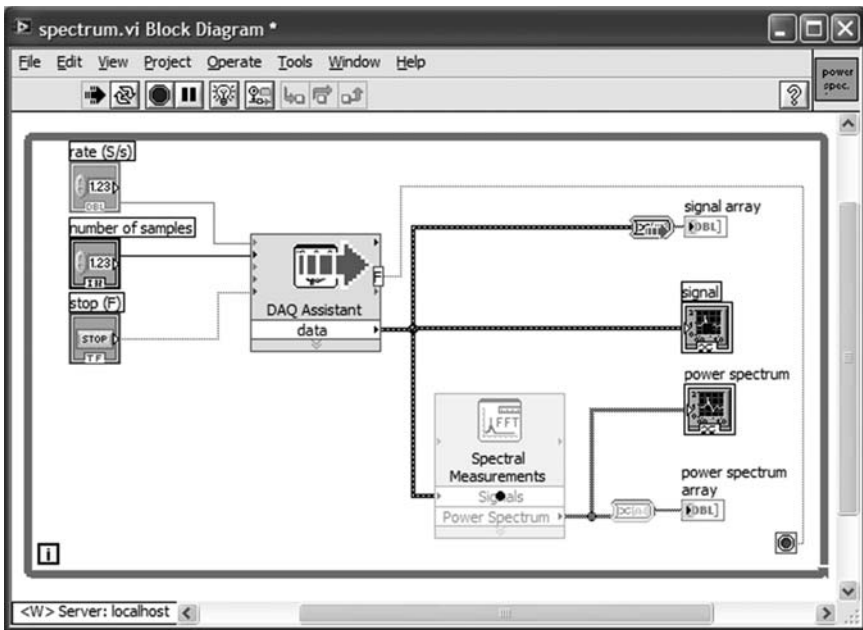 spectrum.vi Block Diagram *
File Edit View Project Operate Tools Window Help
power
spec.
rate (S/s)
1.23
DBL
number of samples
1.23
stop (F)
STOP
TF
DAQ Assistant
data
F
signal array
DBL
signal
power spectrum
FFT
Spectral
Measurements
Signals
Power Spectrum
power spectrum
array
DBL
i
<W> Server: localhost